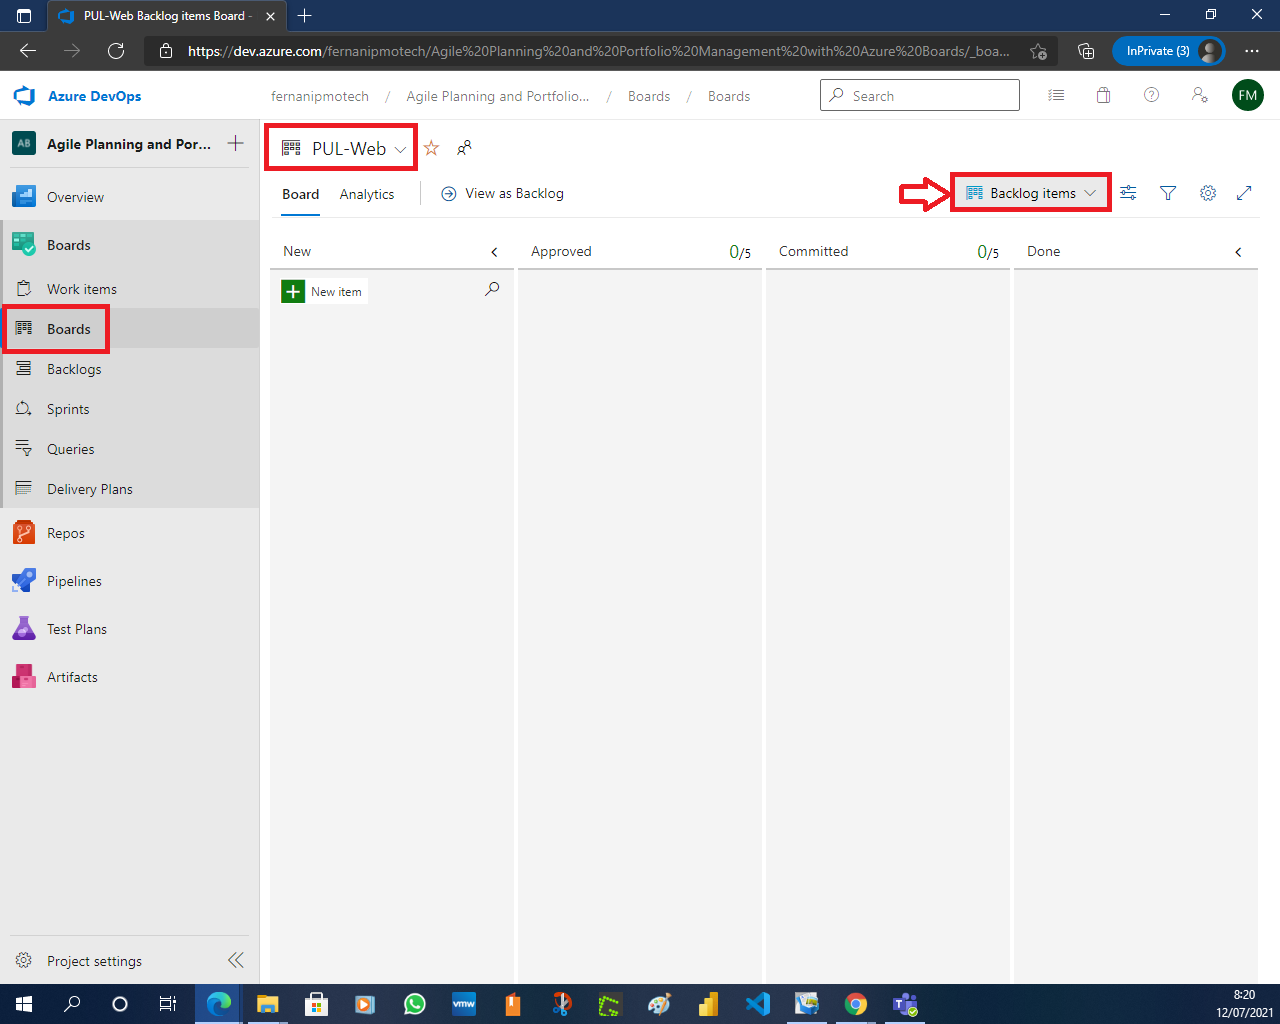 PUL-Web Backlog items Board -
https://dev.azure.com/fernanipmotech/Agile%20Planning%20and%20Portfolio%20Management%20with%20Azure%20Boards/_boa...
InPrivate (3)
Azure DevOps
fernanipmotech / Agile Planning and Portfolio... / Boards / Boards
Search
FM
AB
Agile Planning and Por...
PUL-Web
Overview
Board
Analytics
View as Backlog
Backlog items
Boards
New
Approved
0/5
Committed
0/5
Done
Work items
New item
Boards
Backlogs
Sprints
Queries
Delivery Plans
Repos
Pipelines
Test Plans
Artifacts
Project settings
vmw
T
8:20
12/07/2021